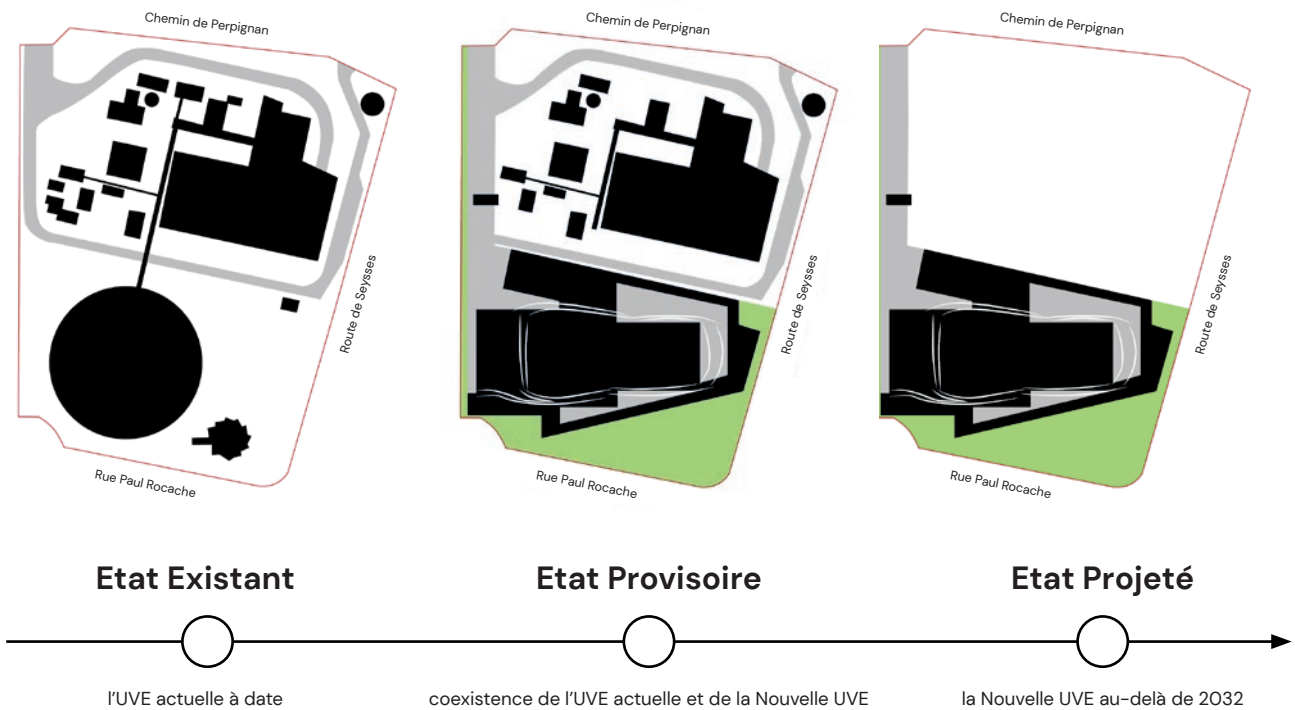 Chemin de Perpignan
Chemin de Perpignan
Chemin de Perpignan
Route de Seysses
Route de Seysses
Route de Seysses
Rue Paul Rocache
Rue Paul Rocache
Rue Paul Rocache
Etat Existant
Etat Provisoire
Etat Projeté
l'UVE actuelle à date
coexistence de l'UVE actuelle et de la Nouvelle UVE
la Nouvelle UVE au-delà de 2032